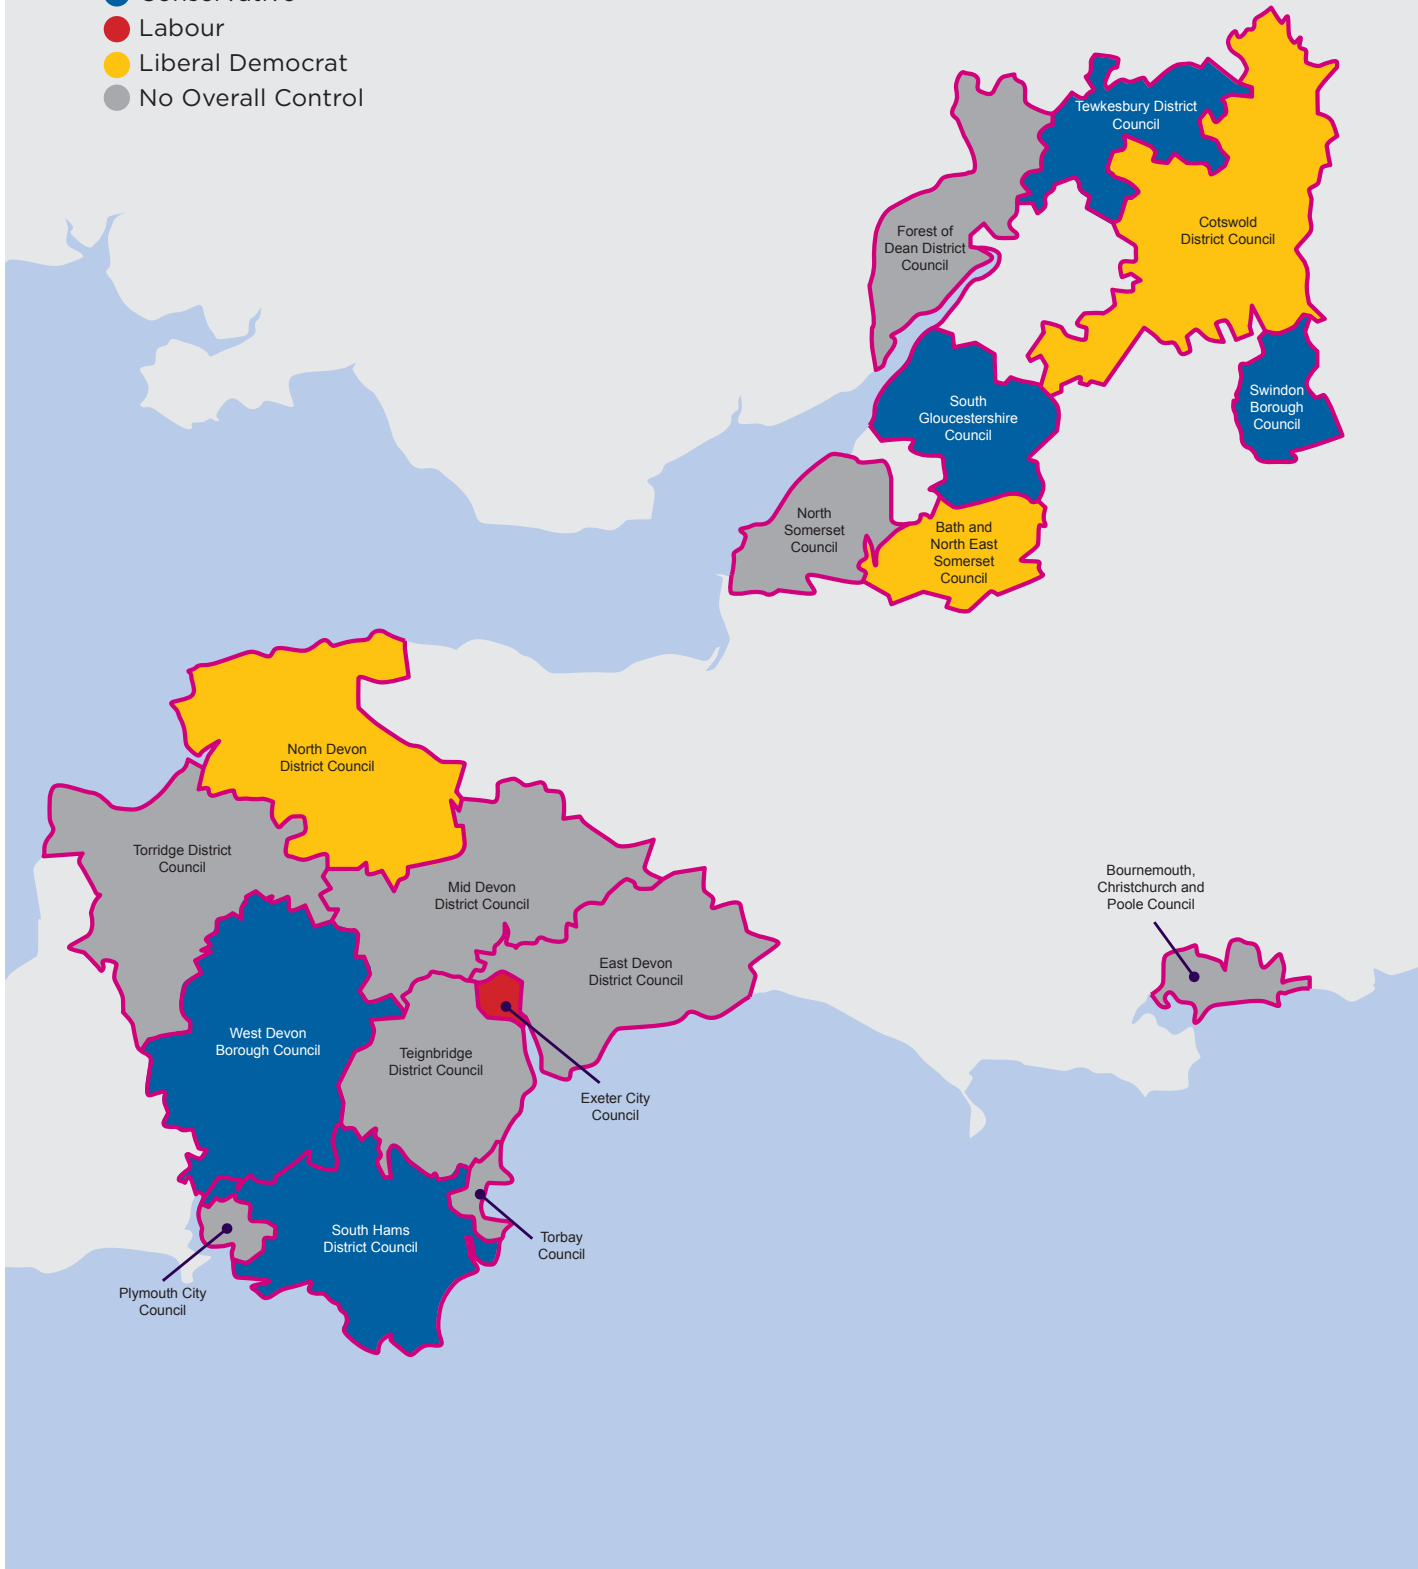 Labour
Liberal Democrat
No Overall Control
Tewkesbury District
Council
Cotswold
District Council
Forest of
Dean District
Council
Swindon
Borough
Council
South
Gloucestershire
Council
North
Somerset
Council
Bath and
North East
Somerset
Council
North Devon
District Council
Torridge District
Council
Mid Devon
District Council
Bournemouth,
Christchurch and
Poole Council
East Devon
District Council
West Devon
Borough Council
Teignbridge
District Council
Exeter City
Council
South Hams
District Council
Torbay
Council
Plymouth City
Council